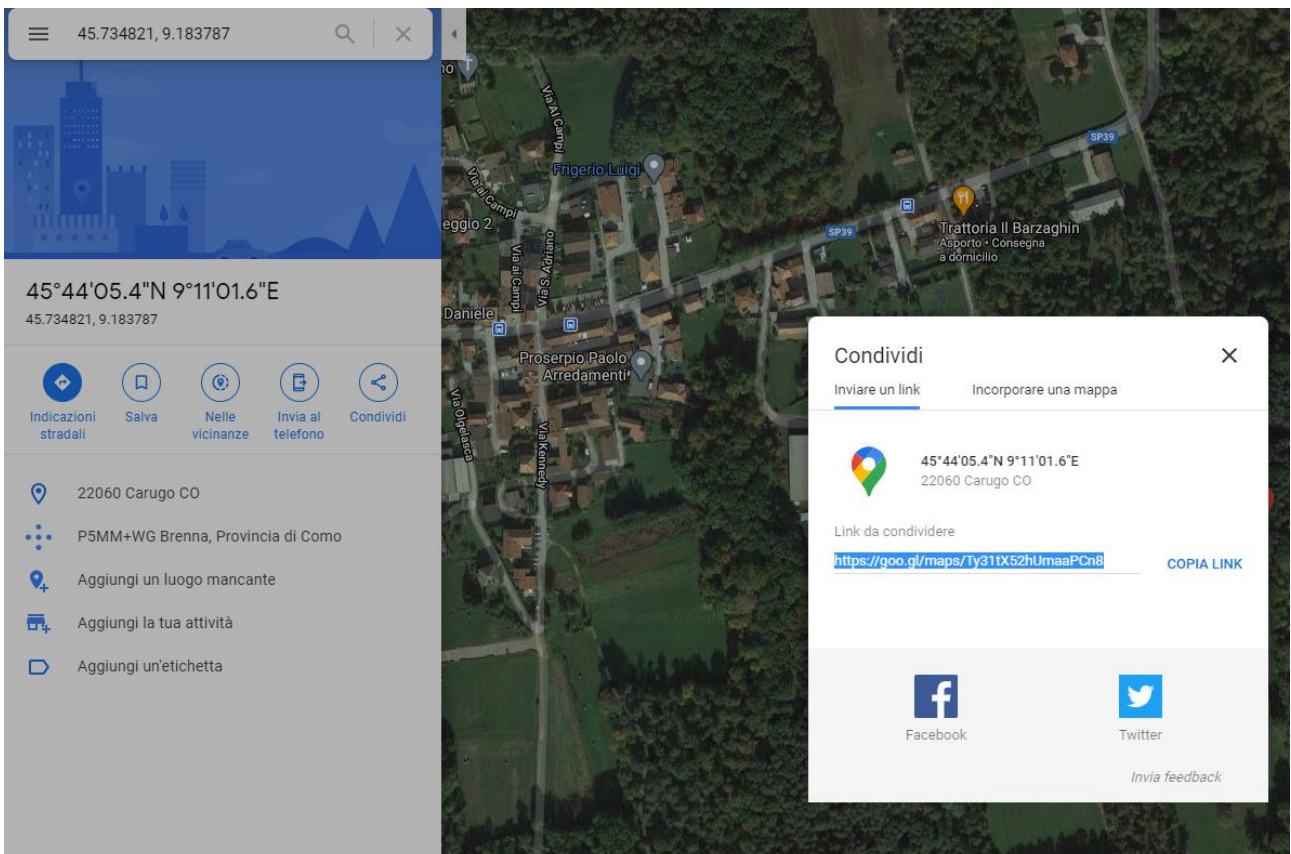 45.734821, 9.183787
45°44'05.4"N 9°11'01.6"E
45.734821, 9.183787
Indicazioni
stradali
Salva
Nelle
vicinanze
Invia al
telefono
Condividi
22060 Carugo CO
P5MM+WG Brenna, Provincia di Como
Aggiungi un luogo mancante
Aggiungi la tua attività
Aggiungi un'etichetta
no
Via Ai Campi
Frigerio Luigi
Via ai Campi
eggio 2
Via ai Campi
Via S. Adriano
Daniele
Proserpio Paolo
Arredamenti
Via Olgelasca
Via Kennedy
SP39
SP39
Trattoria Il Barzaghin
Asporto • Consegna
a domicilio
Condividi
Inviare un link
Incorporare una mappa
45°44'05.4"N 9°11'01.6"E
22060 Carugo CO
Link da condividere
https://goo.gl/maps/Ty31tX52hUmaaPCn8
COPIA LINK
Facebook
Twitter
Invia feedback